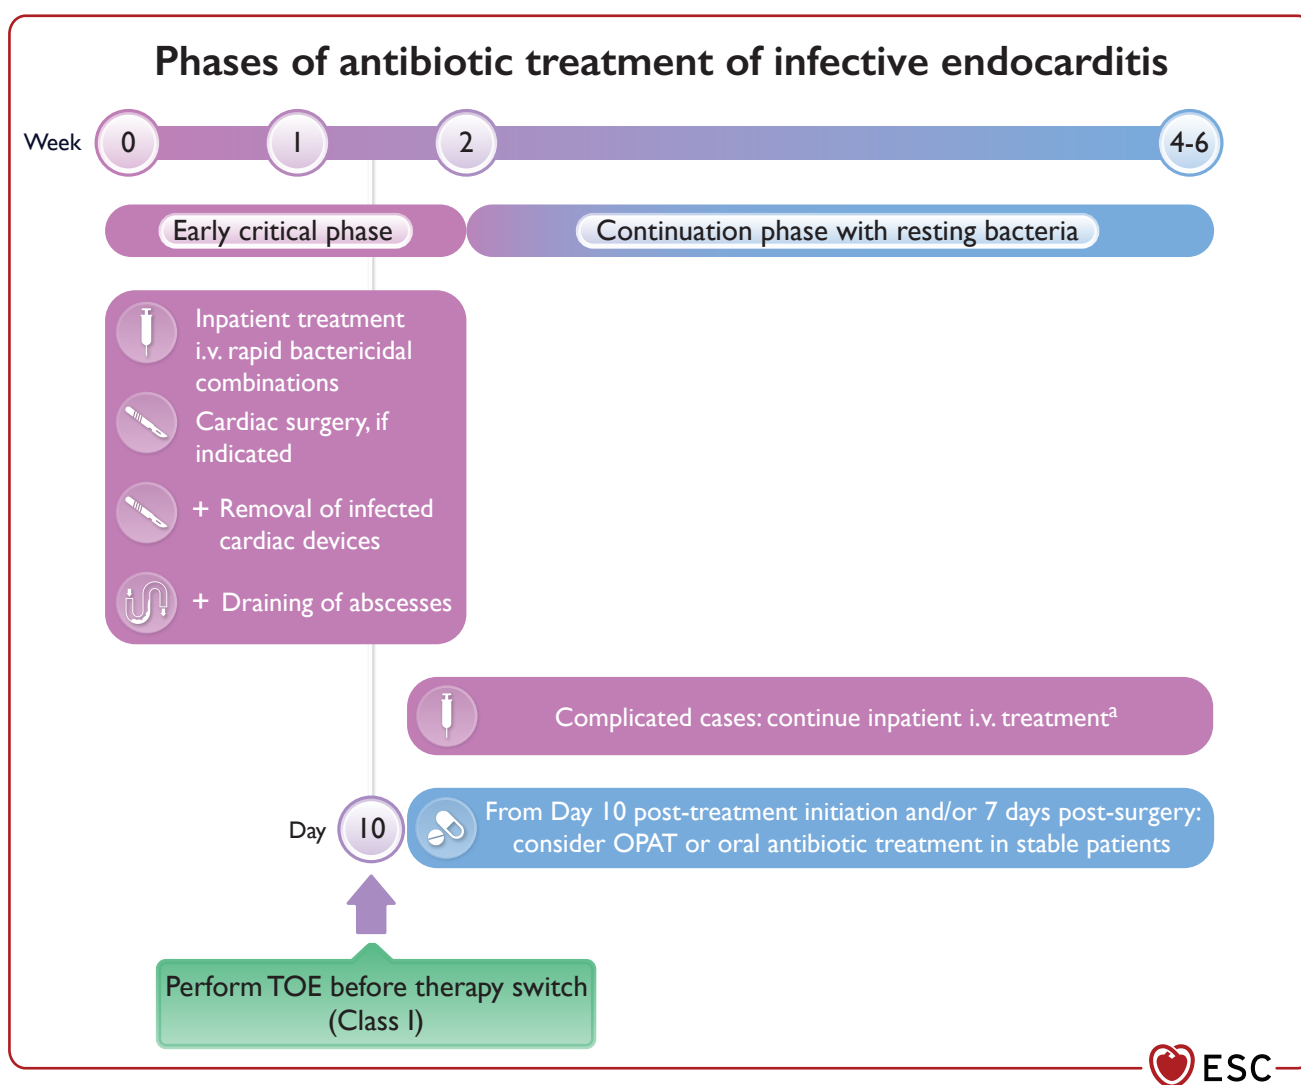 Phases of antibiotic treatment of infective endocarditis
Week 0 1 2 4-6
Early critical phase
Continuation phase with resting bacteria
Inpatient treatment
i.v. rapid bactericidal
combinations
Cardiac surgery, if
indicated
+ Removal of infected
cardiac devices
+ Draining of abscesses
Complicated cases: continue inpatient i.v. treatmentª
Day 10
From Day 10 post-treatment initiation and/or 7 days post-surgery:
consider OPAT or oral antibiotic treatment in stable patients
Perform TOE before therapy switch
(Class I)
ESC